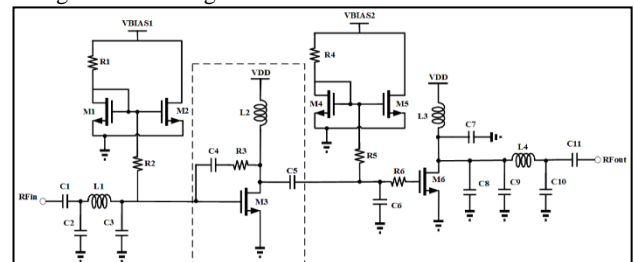 VBIAS1
VBIAS2
R1
R4
VDD
VDD
M1
M2
L2
M4
M5
L3
C7
R2
C4
R3
R5
C5
R6
M6
L4
C11
RFout
RFin
C1
L1
M3
C6
C8
C9
C10
C2
C3